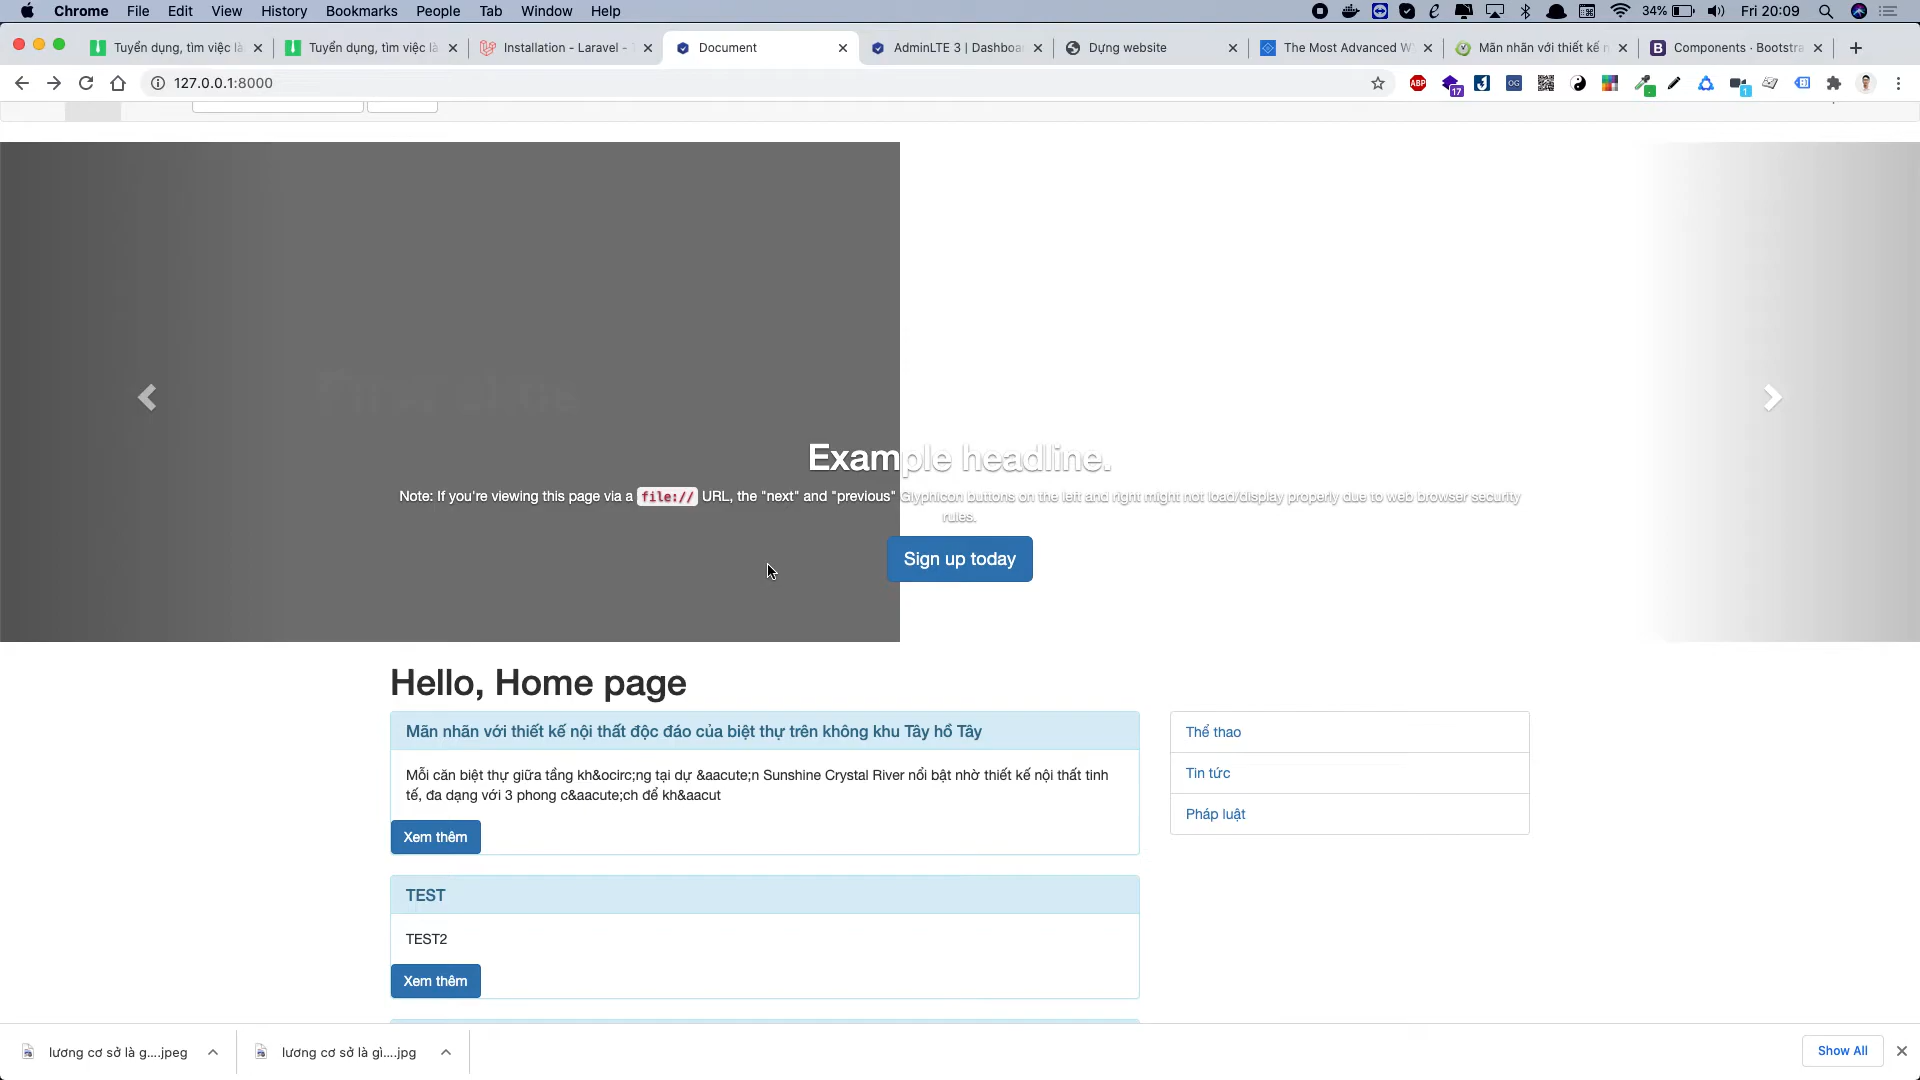 Chrome File Edit View History Bookmarks People Tab Window Help 34% Fri 20:09
Tuyển dụng, tìm việc là Tuyển dụng, tìm việc là Installation - Laravel - Document AdminLTE 3 | Dashboa Dựng website The Most Advanced W Mãn nhãn với thiết kế n Components · Bootstra
127.0.0.1:8000
ABP 17 OG 1
First slide
Example headline.
Note: If you're viewing this page via a file:// URL, the "next" and "previous" Glyphicon buttons on the left and right might not load/display properly due to web browser security
rules.
Sign up today
Hello, Home page
Mãn nhãn với thiết kế nội thất độc đáo của biệt thự trên không khu Tây hồ Tây
Mỗi căn biệt thự giữa tầng kh&ocirc;ng tại dự &aacute;n Sunshine Crystal River nổi bật nhờ thiết kế nội thất tinh
tế, đa dạng với 3 phong c&aacute;ch để kh&aacut
Xem thêm
Thể thao
Tin tức
Pháp luật
TEST
TEST2
Xem thêm
lương cơ sở là g....jpeg lương cơ sở là gì....jpg Show All